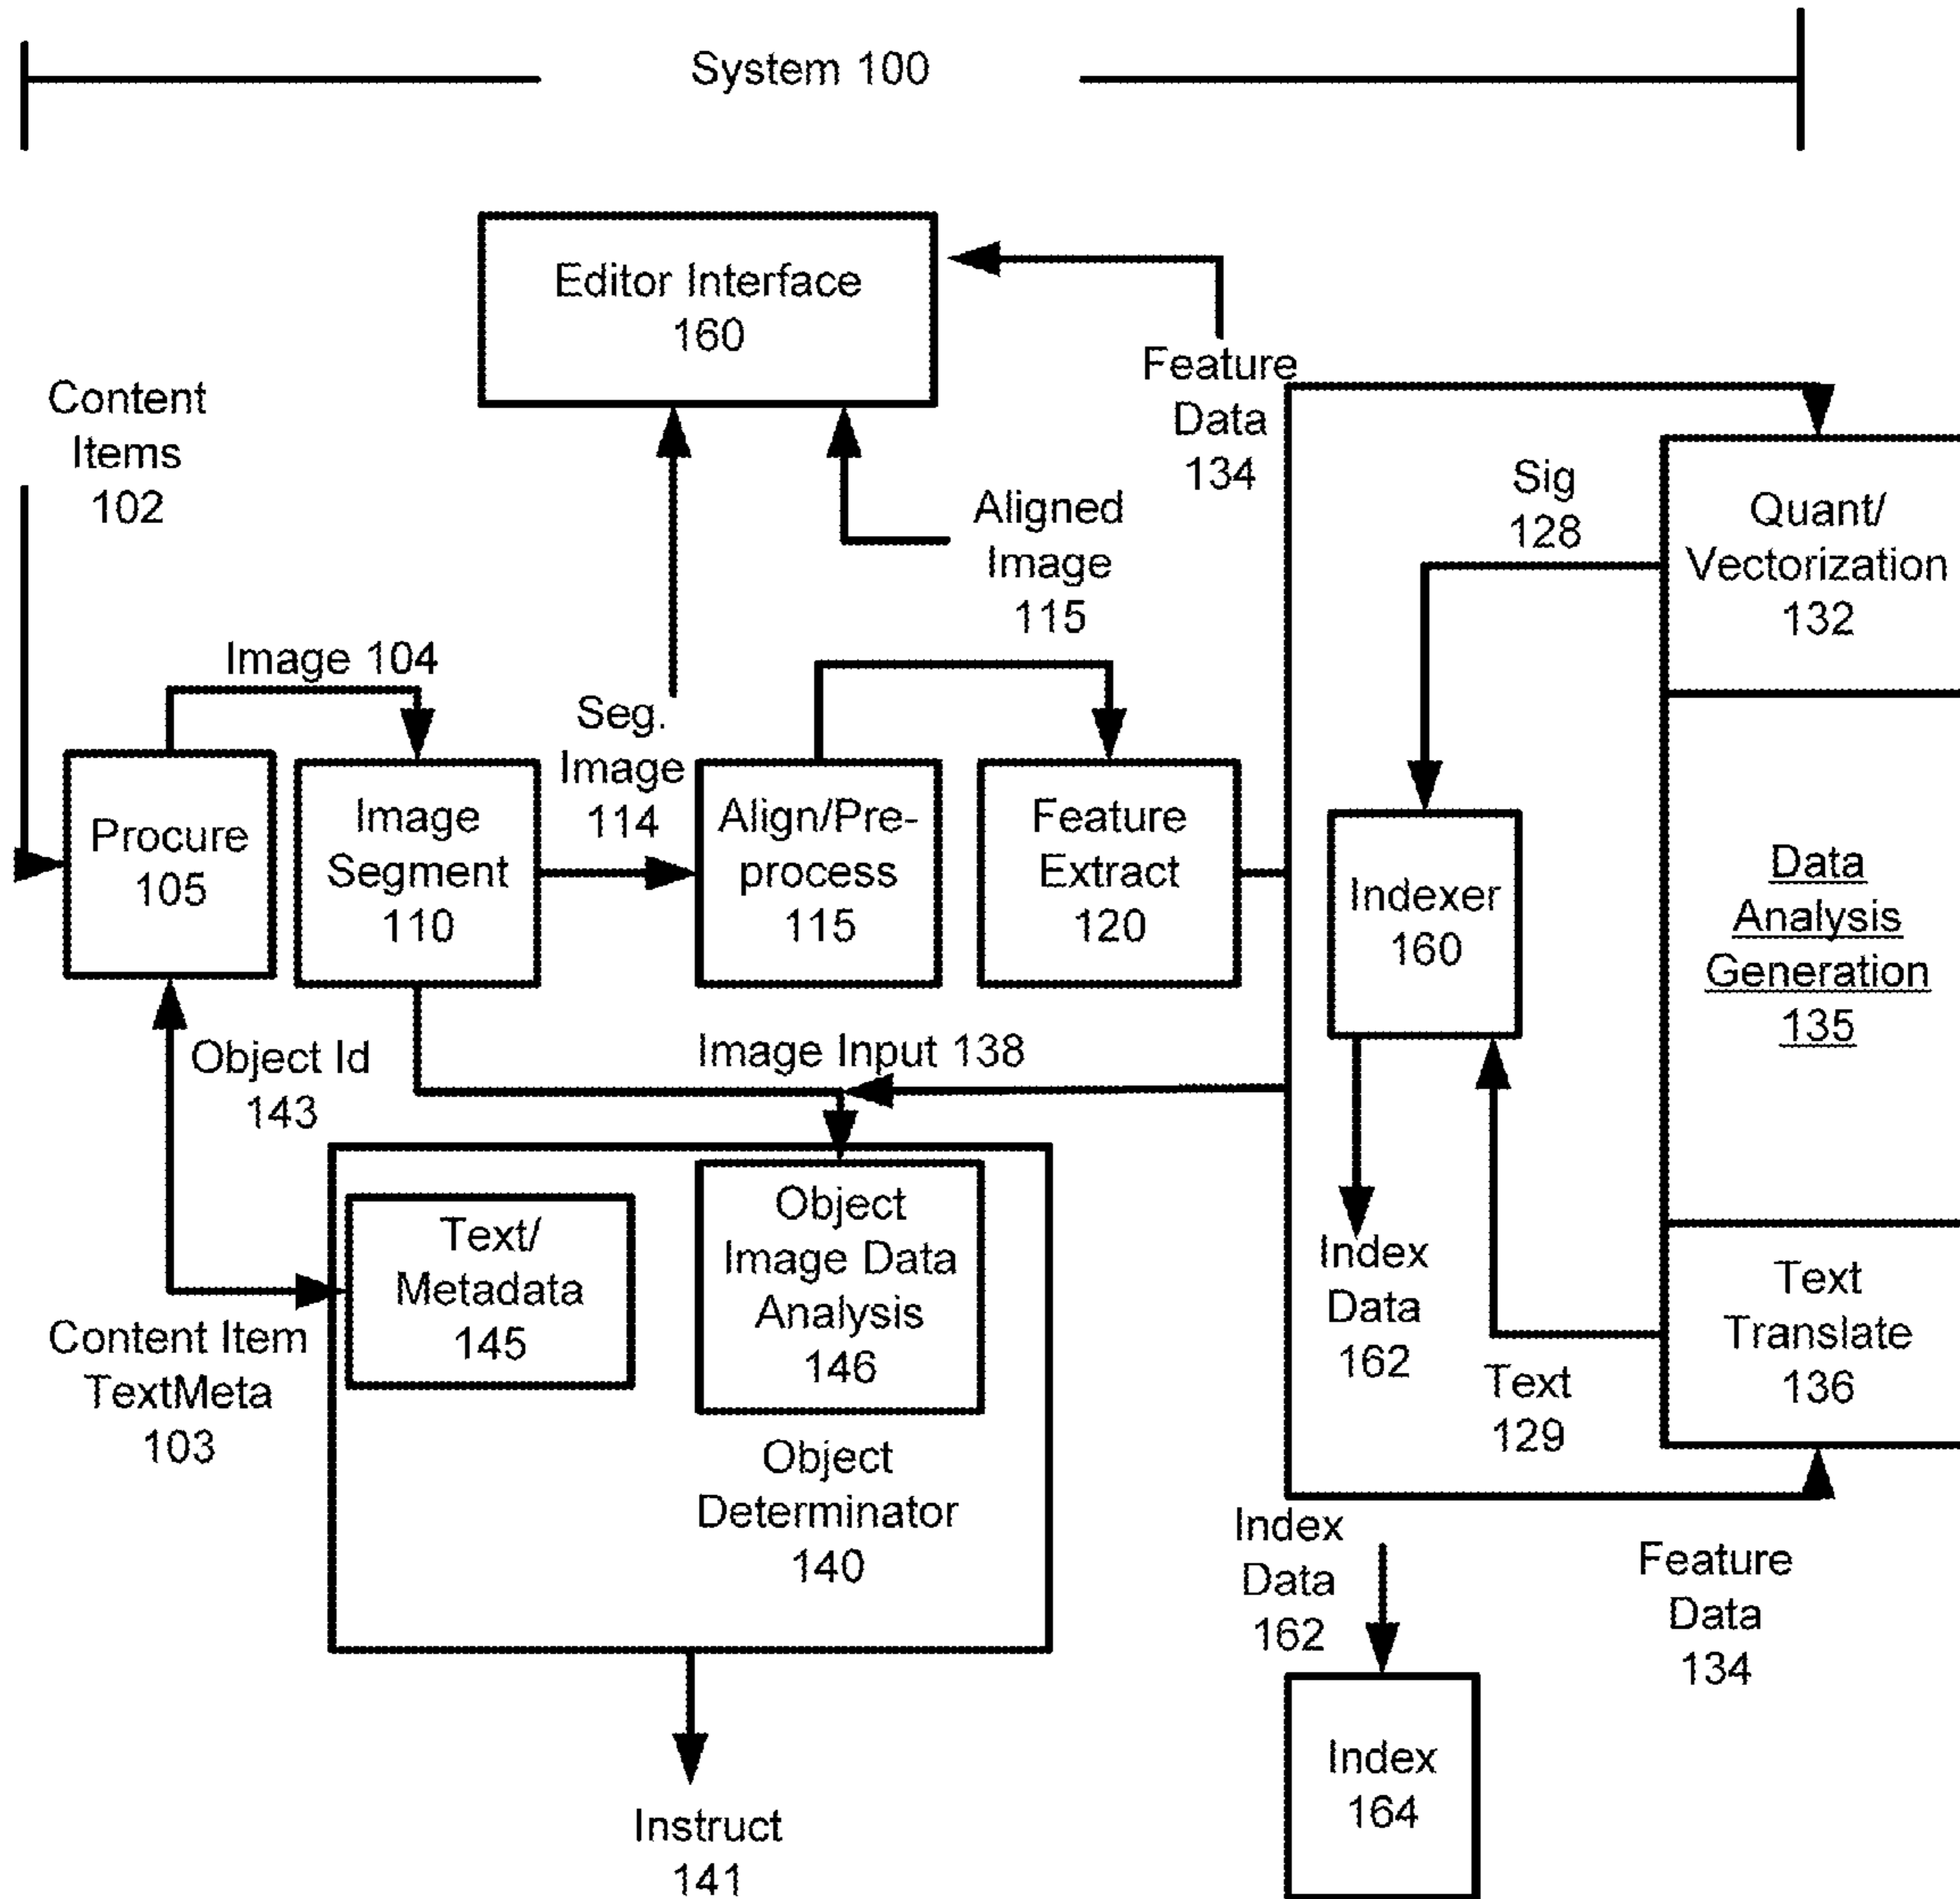 System 100
Editor Interface
160
Content
Items
102
Feature
Data
134
Aligned
Image
115
Sig
128
Quant/
Vectorization
132
Image 104
Seg.
Image
114
Procure
105
Image
Segment
110
Align/Pre-
process
115
Feature
Extract
120
Indexer
160
Data
Analysis
Generation
135
Object Id
143
Image Input 138
Text/
Metadata
145
Object
Image Data
Analysis
146
Content Item
TextMeta
103
Object
Determinator
140
Index
Data
162
Text
129
Text
Translate
136
Index
Data
162
Feature
Data
134
Instruct
141
Index
164